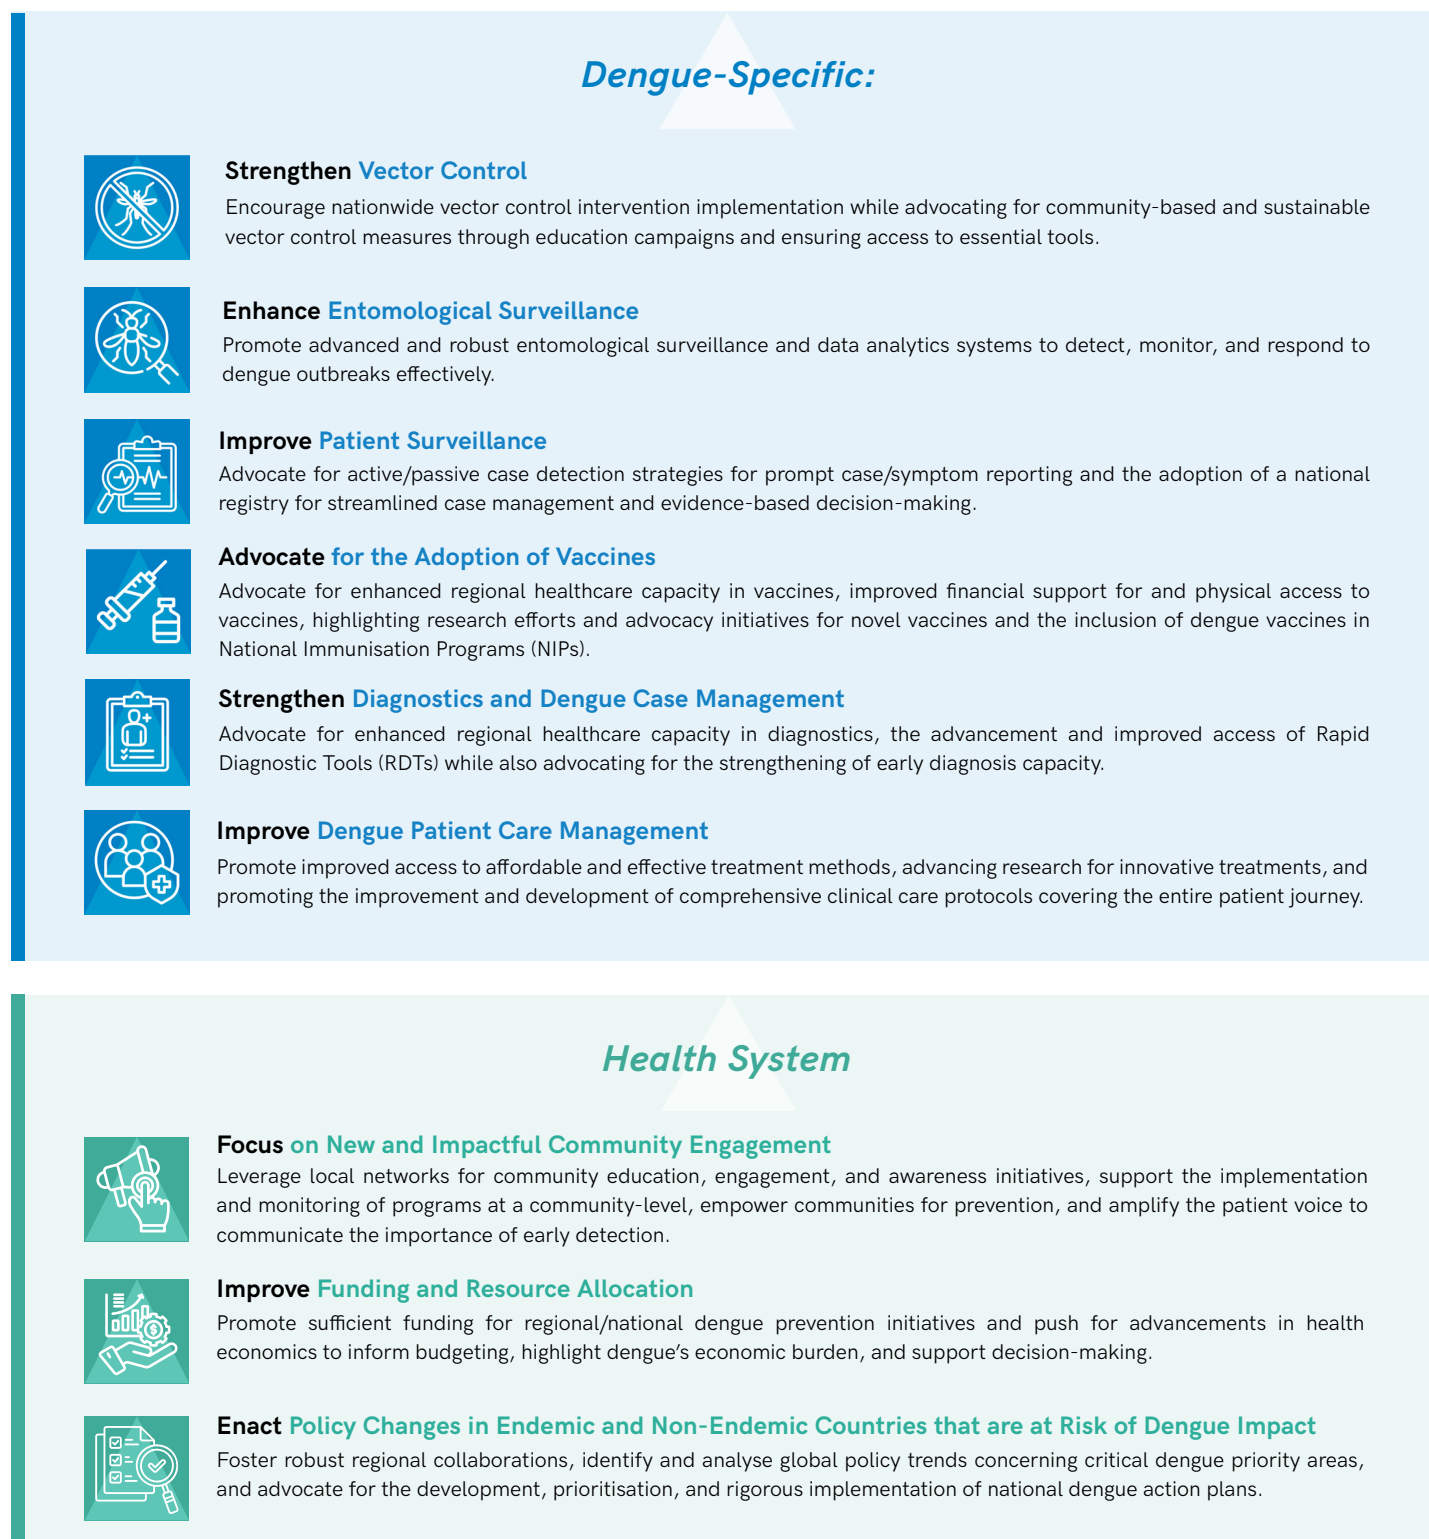 Dengue-Specific:
Strengthen Vector Control
Encourage nationwide vector control intervention implementation while advocating for community-based and sustainable
vector control measures through education campaigns and ensuring access to essential tools.
Enhance Entomological Surveillance
Promote advanced and robust entomological surveillance and data analytics systems to detect, monitor, and respond to
dengue outbreaks effectively.
Improve Patient Surveillance
Advocate for active/passive case detection strategies for prompt case/symptom reporting and the adoption of a national
registry for streamlined case management and evidence-based decision-making.
Advocate for the Adoption of Vaccines
Advocate for enhanced regional healthcare capacity in vaccines, improved financial support for and physical access to
vaccines, highlighting research efforts and advocacy initiatives for novel vaccines and the inclusion of dengue vaccines in
National Immunisation Programs (NIPs).
Strengthen Diagnostics and Dengue Case Management
Advocate for enhanced regional healthcare capacity in diagnostics, the advancement and improved access of Rapid
Diagnostic Tools (RDTs) while also advocating for the strengthening of early diagnosis capacity.
Improve Dengue Patient Care Management
Promote improved access to affordable and effective treatment methods, advancing research for innovative treatments, and
promoting the improvement and development of comprehensive clinical care protocols covering the entire patient journey.
Health System
Focus on New and Impactful Community Engagement
Leverage local networks for community education, engagement, and awareness initiatives, support the implementation
and monitoring of programs at a community-level, empower communities for prevention, and amplify the patient voice to
communicate the importance of early detection.
Improve Funding and Resource Allocation
Promote sufficient funding for regional/national dengue prevention initiatives and push for advancements in health
economics to inform budgeting, highlight dengue's economic burden, and support decision-making.
Enact Policy Changes in Endemic and Non-Endemic Countries that are at Risk of Dengue Impact
Foster robust regional collaborations, identify and analyse global policy trends concerning critical dengue priority areas,
and advocate for the development, prioritisation, and rigorous implementation of national dengue action plans.